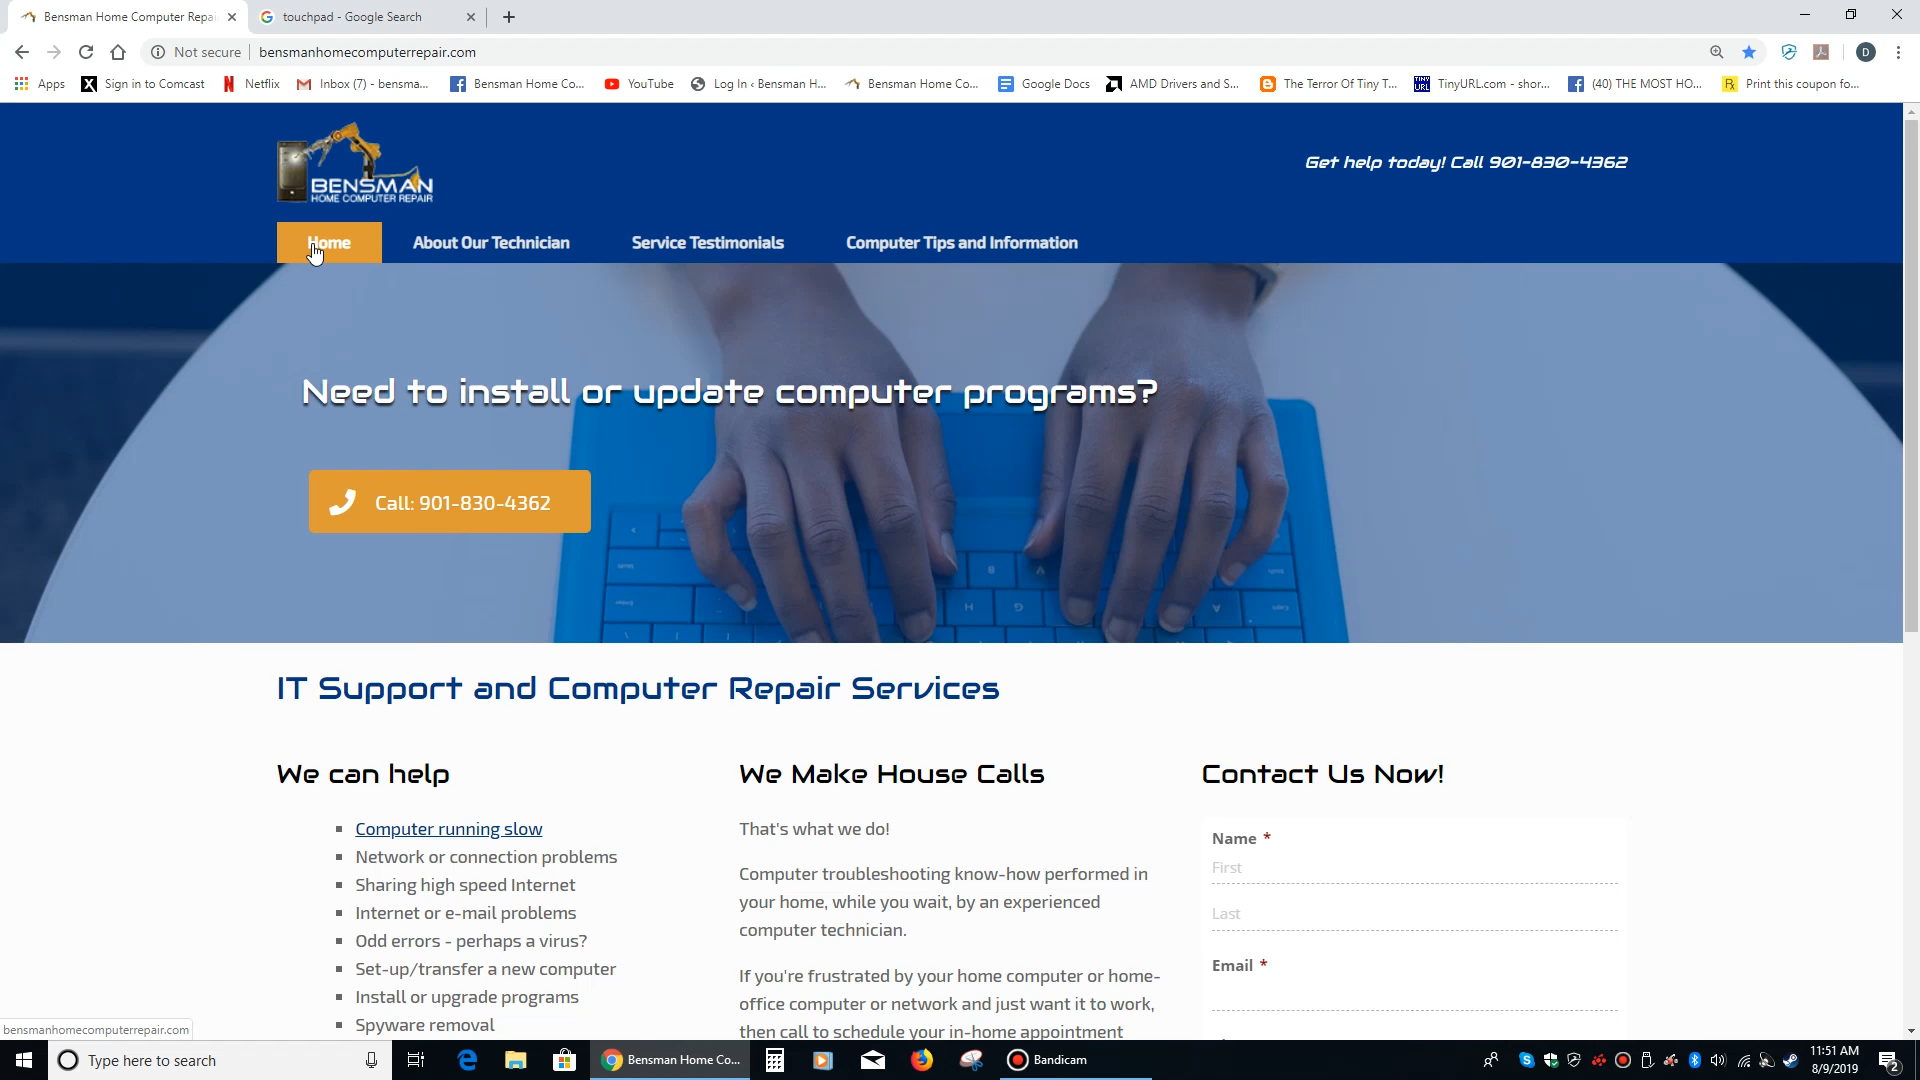 Bensman Home Computer Repai
touchpad - Google Search
Not secure
bensmanhomecomputerrepair.com
Apps
Sign in to Comcast
Netflix
Inbox (7) - bensma...
Bensman Home Co...
YouTube
Log In ‹ Bensman H...
Bensman Home Co...
Google Docs
AMD Drivers and S...
The Terror Of Tiny T...
TINY
URL
TinyURL.com - shor...
(40) THE MOST HO...
Print this coupon fo...
D
BENSMAN
HOME COMPUTER REPAIR
Get help today! Call 901-830-4362
Home
About Our Technician
Service Testimonials
Computer Tips and Information
Need to install or update computer programs?
Call: 901-830-4362
IT Support and Computer Repair Services
We can help
Computer running slow
Network or connection problems
Sharing high speed Internet
Internet or e-mail problems
Odd errors - perhaps a virus?
Set-up/transfer a new computer
Install or upgrade programs
Spyware removal
We Make House Calls
That's what we do!
Computer troubleshooting know-how performed in
your home, while you wait, by an experienced
computer technician.
If you're frustrated by your home computer or home-
office computer or network and just want it to work,
then call to schedule your in-home appointment
Contact Us Now!
Name *
First
Last
Email *
bensmanhomecomputerrepair.com
Type here to search
Bensman Home Co...
Bandicam
11:51 AM
8/9/2019
2